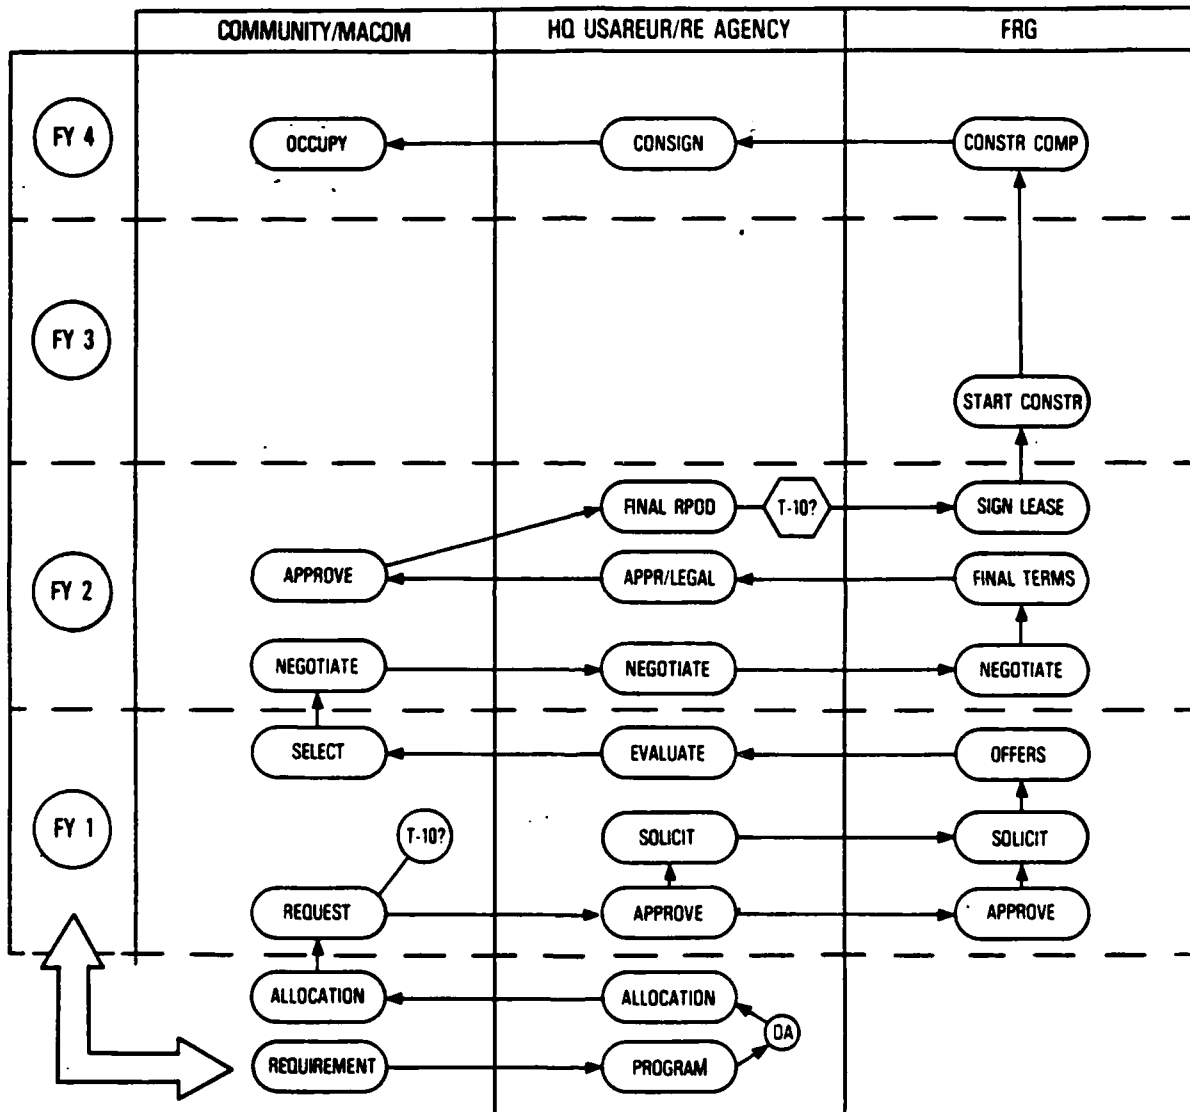 COMMUNITY/MACOM HQ USAREUR/RE AGENCY FRG
FY 4 OCCUPY CONSIGN CONSTR COMP
FY 3
START CONSTR
FINAL RPOD T-10? SIGN LEASE
FY 2 APPROVE APPR/LEGAL FINAL TERMS
NEGOTIATE NEGOTIATE NEGOTIATE
SELECT EVALUATE OFFERS
FY 1 T-10? SOLICIT SOLICIT
REQUEST APPROVE APPROVE
ALLOCATION ALLOCATION
DA
REQUIREMENT PROGRAM